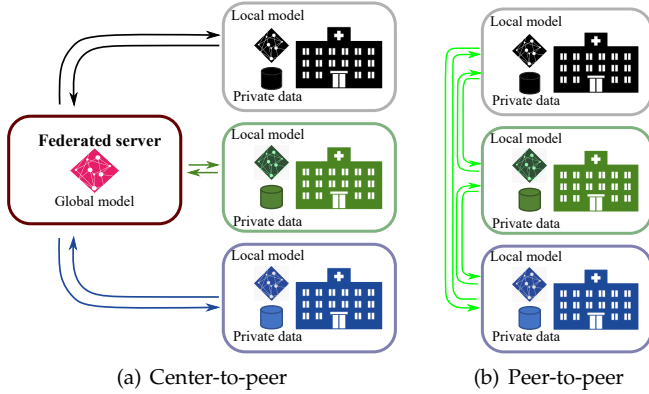 Local model
Private data
Federated server
Global model
Local model
Private data
Local model
Private data
(a) Center-to-peer
Local model
Private data
Local model
Private data
Local model
Private data
(b) Peer-to-peer